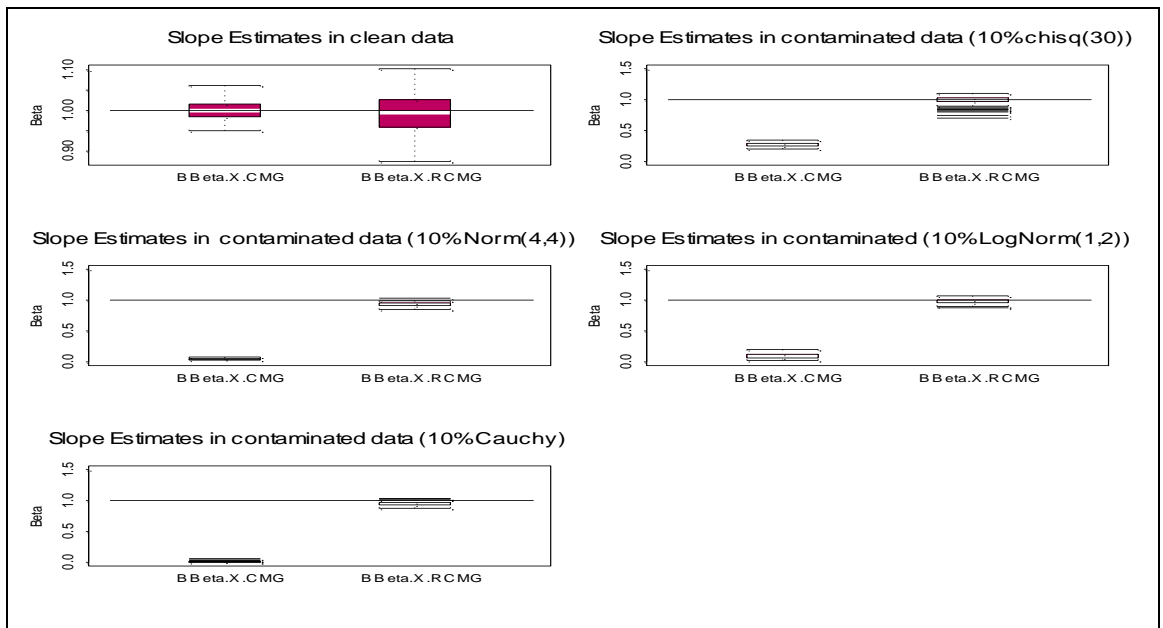 Slope Estimates in clean data
Beta
1.10
1.00
0.90
BBeta.X.CMG BBeta.X.RCMG
Slope Estimates in contaminated data (10%chisq(30))
Beta
1.5
1.0
0.5
0.0
BBeta.X.CMG BBeta.X.RCMG
Slope Estimates in contaminated data (10%Norm(4,4))
Beta
1.5
1.0
0.5
0.0
BBeta.X.CMG BBeta.X.RCMG
Slope Estimates in contaminated (10%LogNorm(1,2))
Beta
1.5
1.0
0.5
0.0
BBeta.X.CMG BBeta.X.RCMG
Slope Estimates in contaminated data (10%Cauchy)
Beta
1.5
1.0
0.5
0.0
BBeta.X.CMG BBeta.X.RCMG